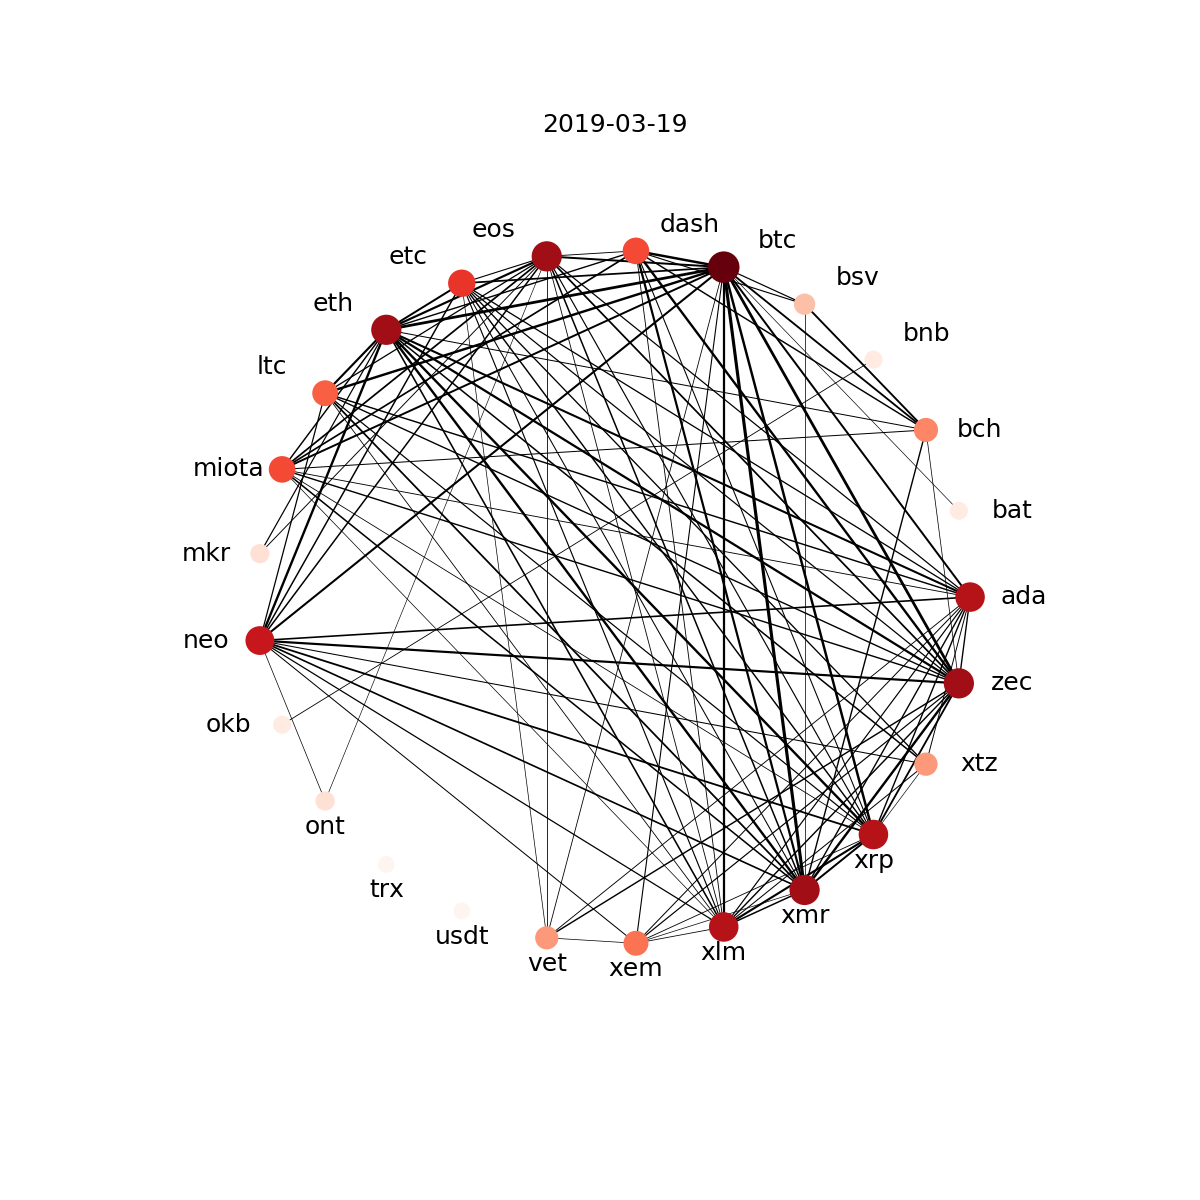 2019-03-19
dash
eos
btc
etc
bsv
eth
bnb
ltc
bch
miota
bat
mkr
ada
neo
zec
okb
xtz
ont
xrp
trx
xmr
usdt
xlm
vet
xem